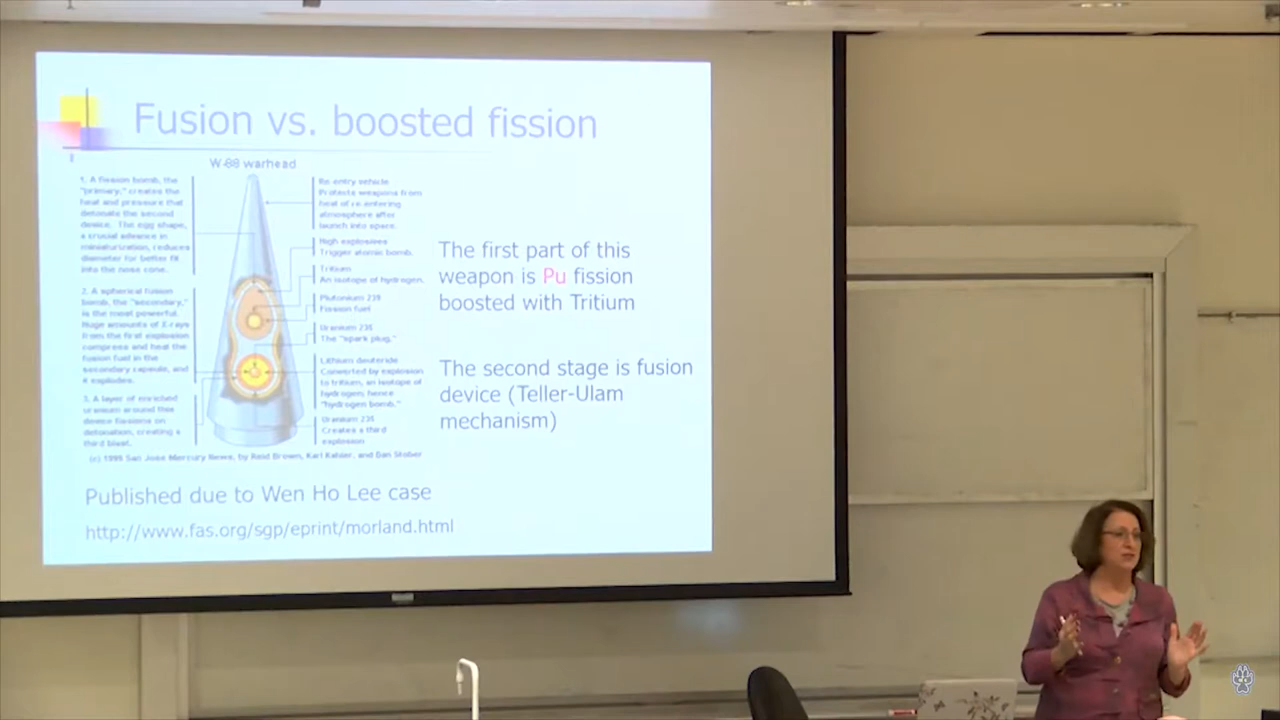 Fusion vs. boosted fission
W-88 warhead
1. A fission bomb, the
"primary," creates the
heat and pressure that
detonate the second
device. The egg shape,
a crucial advance in
miniaturization, reduces
diameter for better fit
into the nose cone.
2. A spherical fusion
bomb, the "secondary,"
is the most powerful.
Huge amounts of X-rays
from the first explosion
compress and heat the
fusion fuel in the
secondary capsule, and
it explodes.
3. A layer of enriched
uranium around this
device fissions on
detonation, creating a
third blast.
Re-entry vehicle
Protects weapons from
heat of re-entering
atmosphere after
launch into space.
High explosives
Trigger atomic bomb.
Tritium
An isotope of hydrogen.
Plutonium 239
Fission fuel
Uranium 235
The "spark plug."
Lithium deuteride
Converted by explosion
to tritium, an isotope of
hydrogen; hence
"hydrogen bomb."
Uranium 235
Creates a third
explosion
(c) 1999 San Jose Mercury News, by Reid Brown, Karl Kahler, and Dan Stober
The first part of this
weapon is Pu fission
boosted with Tritium
The second stage is fusion
device (Teller-Ulam
mechanism)
Published due to Wen Ho Lee case
http://www.fas.org/sgp/eprint/morland.html